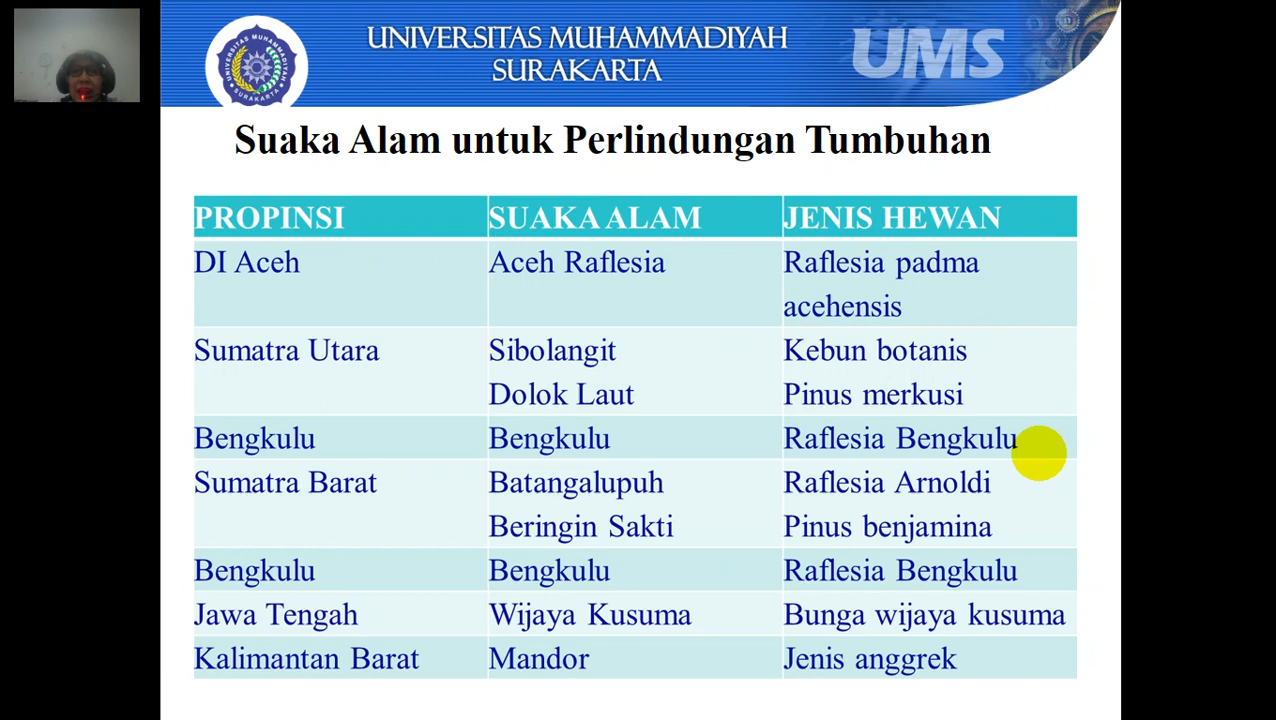 UNIVERSITAS MUHAMMADIYAH
SURAKARTA
UMS
UNIVERSITAS MUHAMMADIYAH
SURAKARTA
Suaka Alam untuk Perlindungan Tumbuhan
PROPINSI SUAKA ALAM JENIS HEWAN
DI Aceh Aceh Raflesia Raflesia padma
acehensis
Sumatra Utara Sibolangit Kebun botanis
Dolok Laut Pinus merkusi
Bengkulu Bengkulu Raflesia Bengkulu
Sumatra Barat Batangalupuh Raflesia Arnoldi
Beringin Sakti Pinus benjamina
Bengkulu Bengkulu Raflesia Bengkulu
Jawa Tengah Wijaya Kusuma Bunga wijaya kusuma
Kalimantan Barat Mandor Jenis anggrek